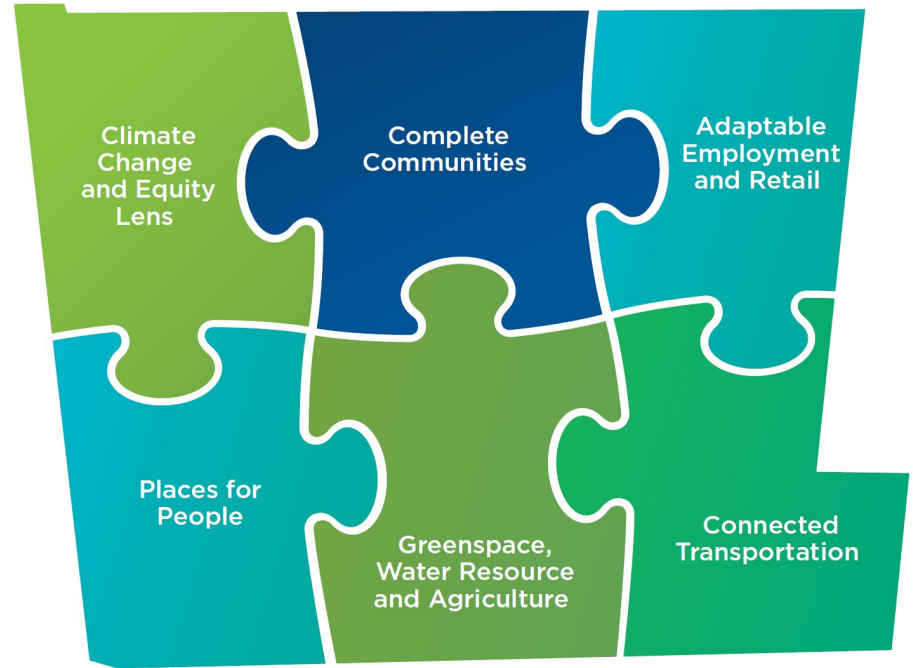 Climate
Change
and Equity
Lens
Complete
Communities
Adaptable
Employment
and Retail
Places for
People
Greenspace,
Water Resource
and Agriculture
Connected
Transportation